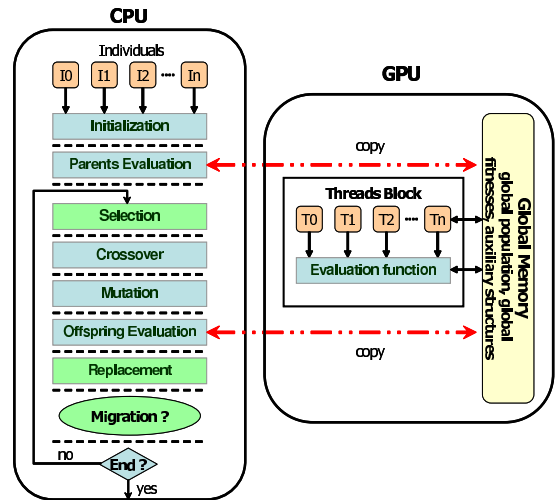 CPU
Individuals
I0 I1 I2 .... In
Initialization
Parents Evaluation
Selection
Crossover
Mutation
Offspring Evaluation
Replacement
Migration ?
no
End ?
yes
GPU
copy
Threads Block
T0 T1 T2 .... Tn
Evaluation function
copy
Global Memory
global population, global
fitnesses, auxiliary structures